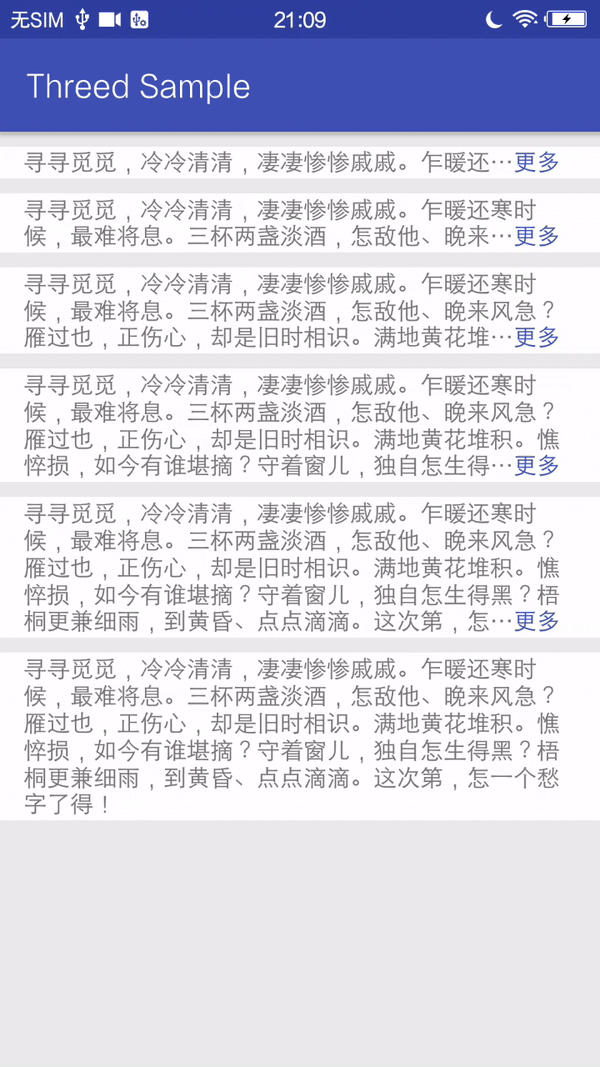 无SIM 21:09
Threed Sample
寻寻觅觅，冷冷清清，凄凄惨惨戚戚。乍暖还…更多
寻寻觅觅，冷冷清清，凄凄惨惨戚戚。乍暖还寒时
候，最难将息。三杯两盏淡酒，怎敌他、晚来…更多
寻寻觅觅，冷冷清清，凄凄惨惨戚戚。乍暖还寒时
候，最难将息。三杯两盏淡酒，怎敌他、晚来风急？
雁过也，正伤心，却是旧时相识。满地黄花堆…更多
寻寻觅觅，冷冷清清，凄凄惨惨戚戚。乍暖还寒时
候，最难将息。三杯两盏淡酒，怎敌他、晚来风急？
雁过也，正伤心，却是旧时相识。满地黄花堆积。憔
悴损，如今有谁堪摘？守着窗儿，独自怎生得…更多
寻寻觅觅，冷冷清清，凄凄惨惨戚戚。乍暖还寒时
候，最难将息。三杯两盏淡酒，怎敌他、晚来风急？
雁过也，正伤心，却是旧时相识。满地黄花堆积。憔
悴损，如今有谁堪摘？守着窗儿，独自怎生得黑？梧
桐更兼细雨，到黄昏、点点滴滴。这次第，怎…更多
寻寻觅觅，冷冷清清，凄凄惨惨戚戚。乍暖还寒时
候，最难将息。三杯两盏淡酒，怎敌他、晚来风急？
雁过也，正伤心，却是旧时相识。满地黄花堆积。憔
悴损，如今有谁堪摘？守着窗儿，独自怎生得黑？梧
桐更兼细雨，到黄昏、点点滴滴。这次第，怎一个愁
字了得！